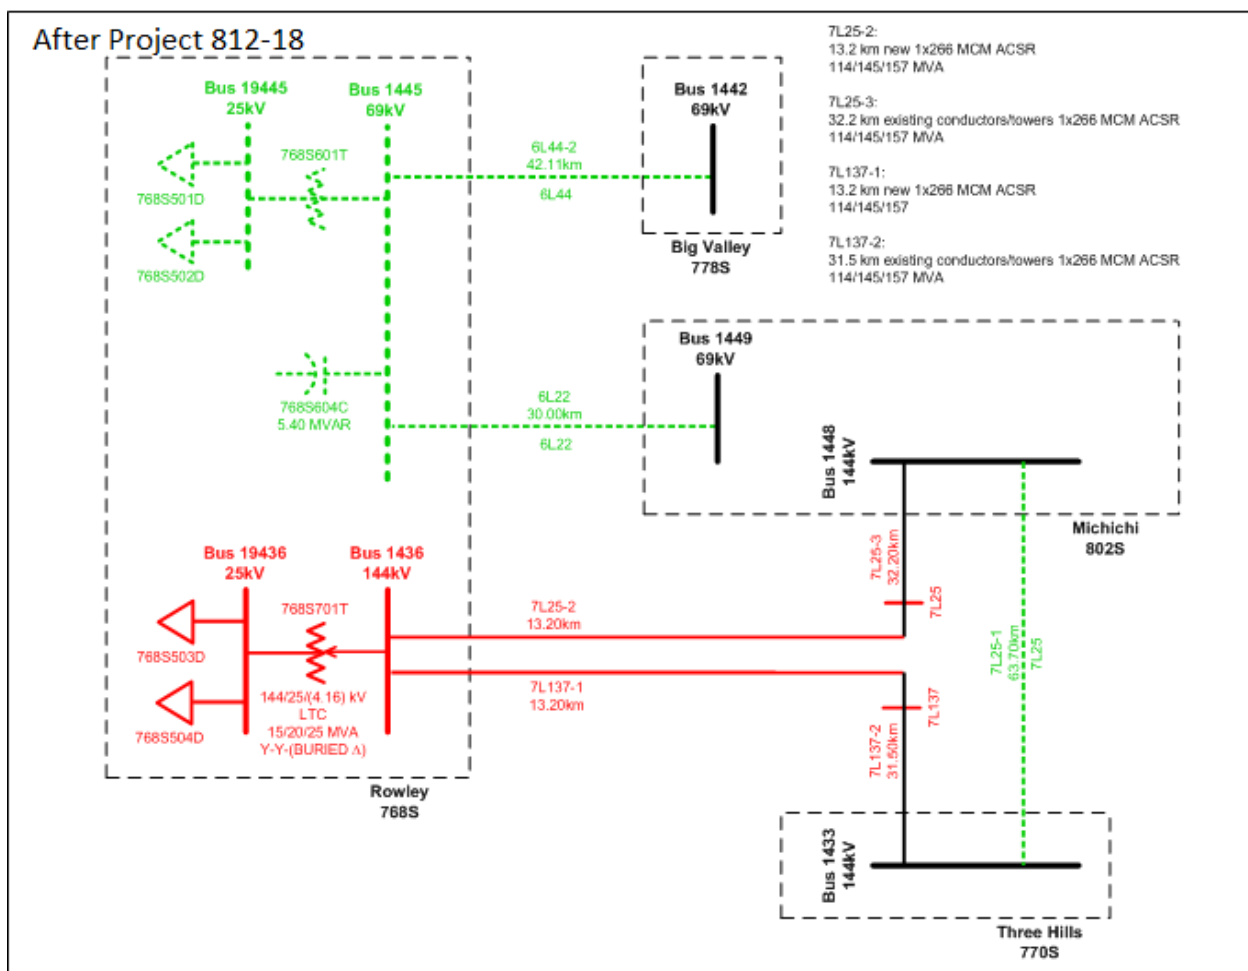 After Project 812-18
7L25-2:
13.2 km new 1x266 MCM ACSR
114/145/157 MVA
7L25-3:
32.2 km existing conductors/towers 1x266 MCM ACSR
114/145/157 MVA
7L137-1:
13.2 km new 1x266 MCM ACSR
114/145/157
7L137-2:
31.5 km existing conductors/towers 1x266 MCM ACSR
114/145/157 MVA
Bus 19445
25kV
Bus 1445
69kV
768S601T
768S501D
768S502D
768S604C
5.40 MVAR
6L44-2
42.11km
6L44
Bus 1442
69kV
Big Valley
778S
6L22
30.00km
6L22
Bus 1449
69kV
Bus 1448
144kV
Michichi
802S
Bus 19436
25kV
Bus 1436
144kV
768S701T
768S503D
768S504D
144/25/(4.16) kV
LTC
15/20/25 MVA
Y-Y-(BURIED Δ)
Rowley
768S
7L25-2
13.20km
7L137-1
13.20km
7L25-3
32.20km
7L25
7L25-1
63.70km
7L25
7L137-2
31.50km
7L137
Bus 1433
144kV
Three Hills
770S